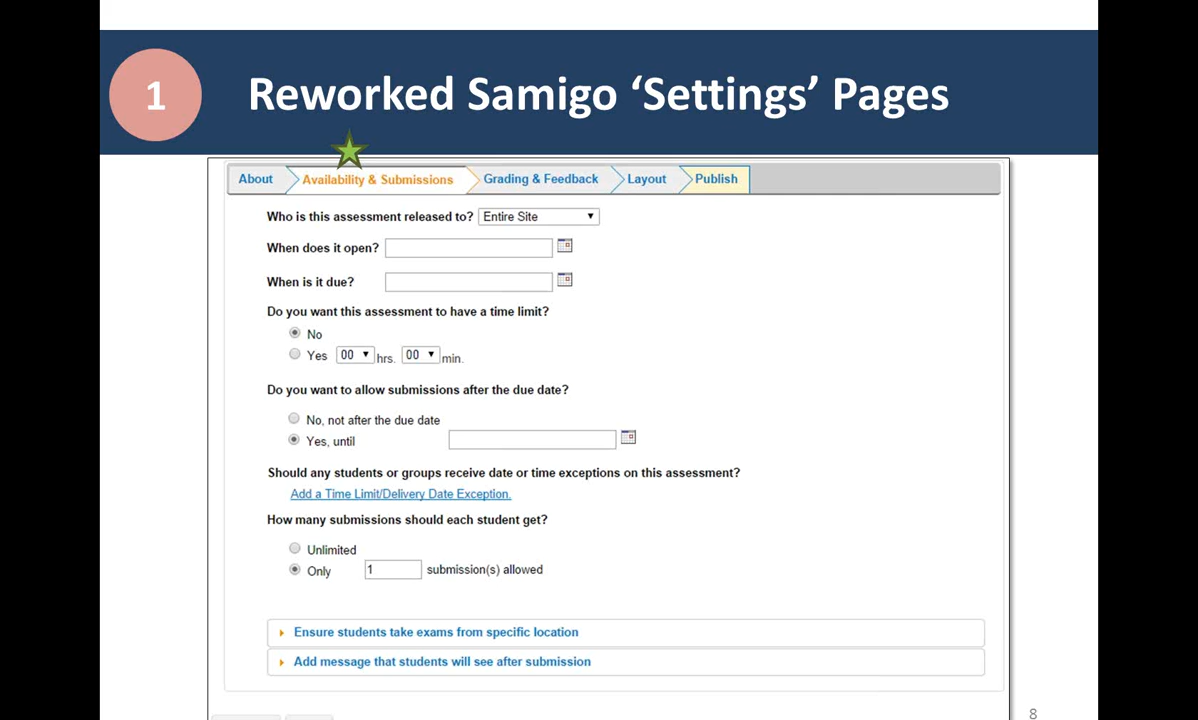 1
Reworked Samigo ‘Settings’ Pages
About Availability & Submissions Grading & Feedback Layout Publish
Who is this assessment released to? Entire Site
When does it open?
When is it due?
Do you want this assessment to have a time limit?
No
Yes 00 hrs. 00 min.
Do you want to allow submissions after the due date?
No, not after the due date
Yes, until
Should any students or groups receive date or time exceptions on this assessment?
Add a Time Limit/Delivery Date Exception.
How many submissions should each student get?
Unlimited
Only 1 submission(s) allowed
Ensure students take exams from specific location
Add message that students will see after submission
8